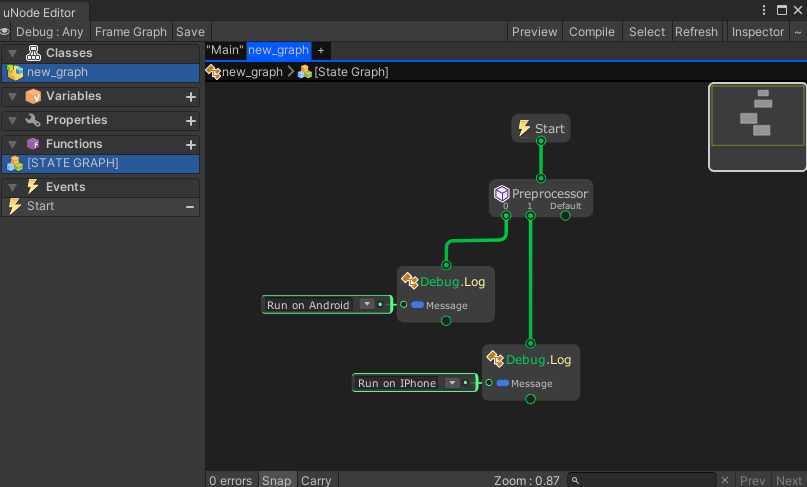 uNode Editor
Debug : Any Frame Graph Save Preview Compile Select Refresh Inspector ~
Classes
new_graph
Variables +
Properties +
Functions +
[STATE GRAPH]
Events
Start −
"Main" new_graph +
new_graph > [State Graph]
Start
Preprocessor
0 1 Default
Debug.Log
Run on Android
Message
Debug.Log
Run on IPhone
Message
0 errors Snap Carry Zoom : 0.87 × Prev Next